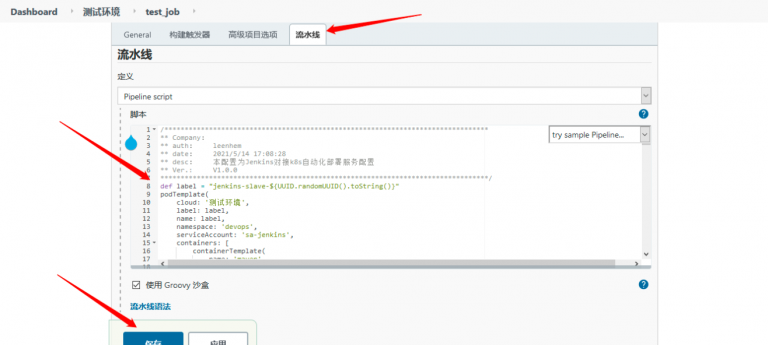 Dashboard 测试环境 test_job
General 构建触发器 高级项目选项 流水线
流水线
定义
Pipeline script
脚本
try sample Pipeline...
1 /********************************************************************************
2 ** Company:
3 ** auth: leenhem
4 ** date: 2021/5/14 17:08:28
5 ** desc: 本配置为Jenkins对接k8s自动化部署服务配置
6 ** Ver.: V1.0.0
7 ********************************************************************************/
8 def label = "jenkins-slave-${UUID.randomUUID().toString()}"
9 podTemplate(
10 cloud: '测试环境',
11 label: label,
12 name: label,
13 namespace: 'devops',
14 serviceAccount: 'sa-jenkins',
15 containers: [
16 containerTemplate(
17 name: 'maven'
使用 Groovy 沙盒
流水线语法
保存 应用